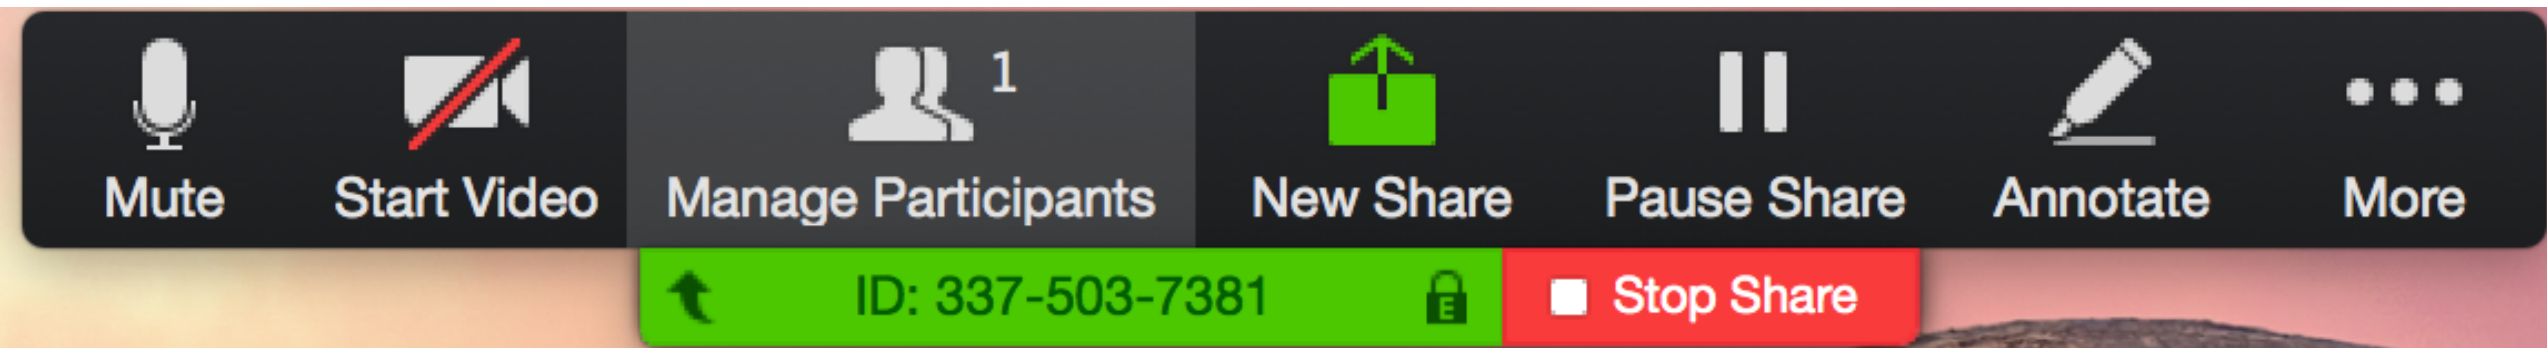 1
Mute Start Video Manage Participants New Share Pause Share Annotate More
ID: 337-503-7381 E Stop Share